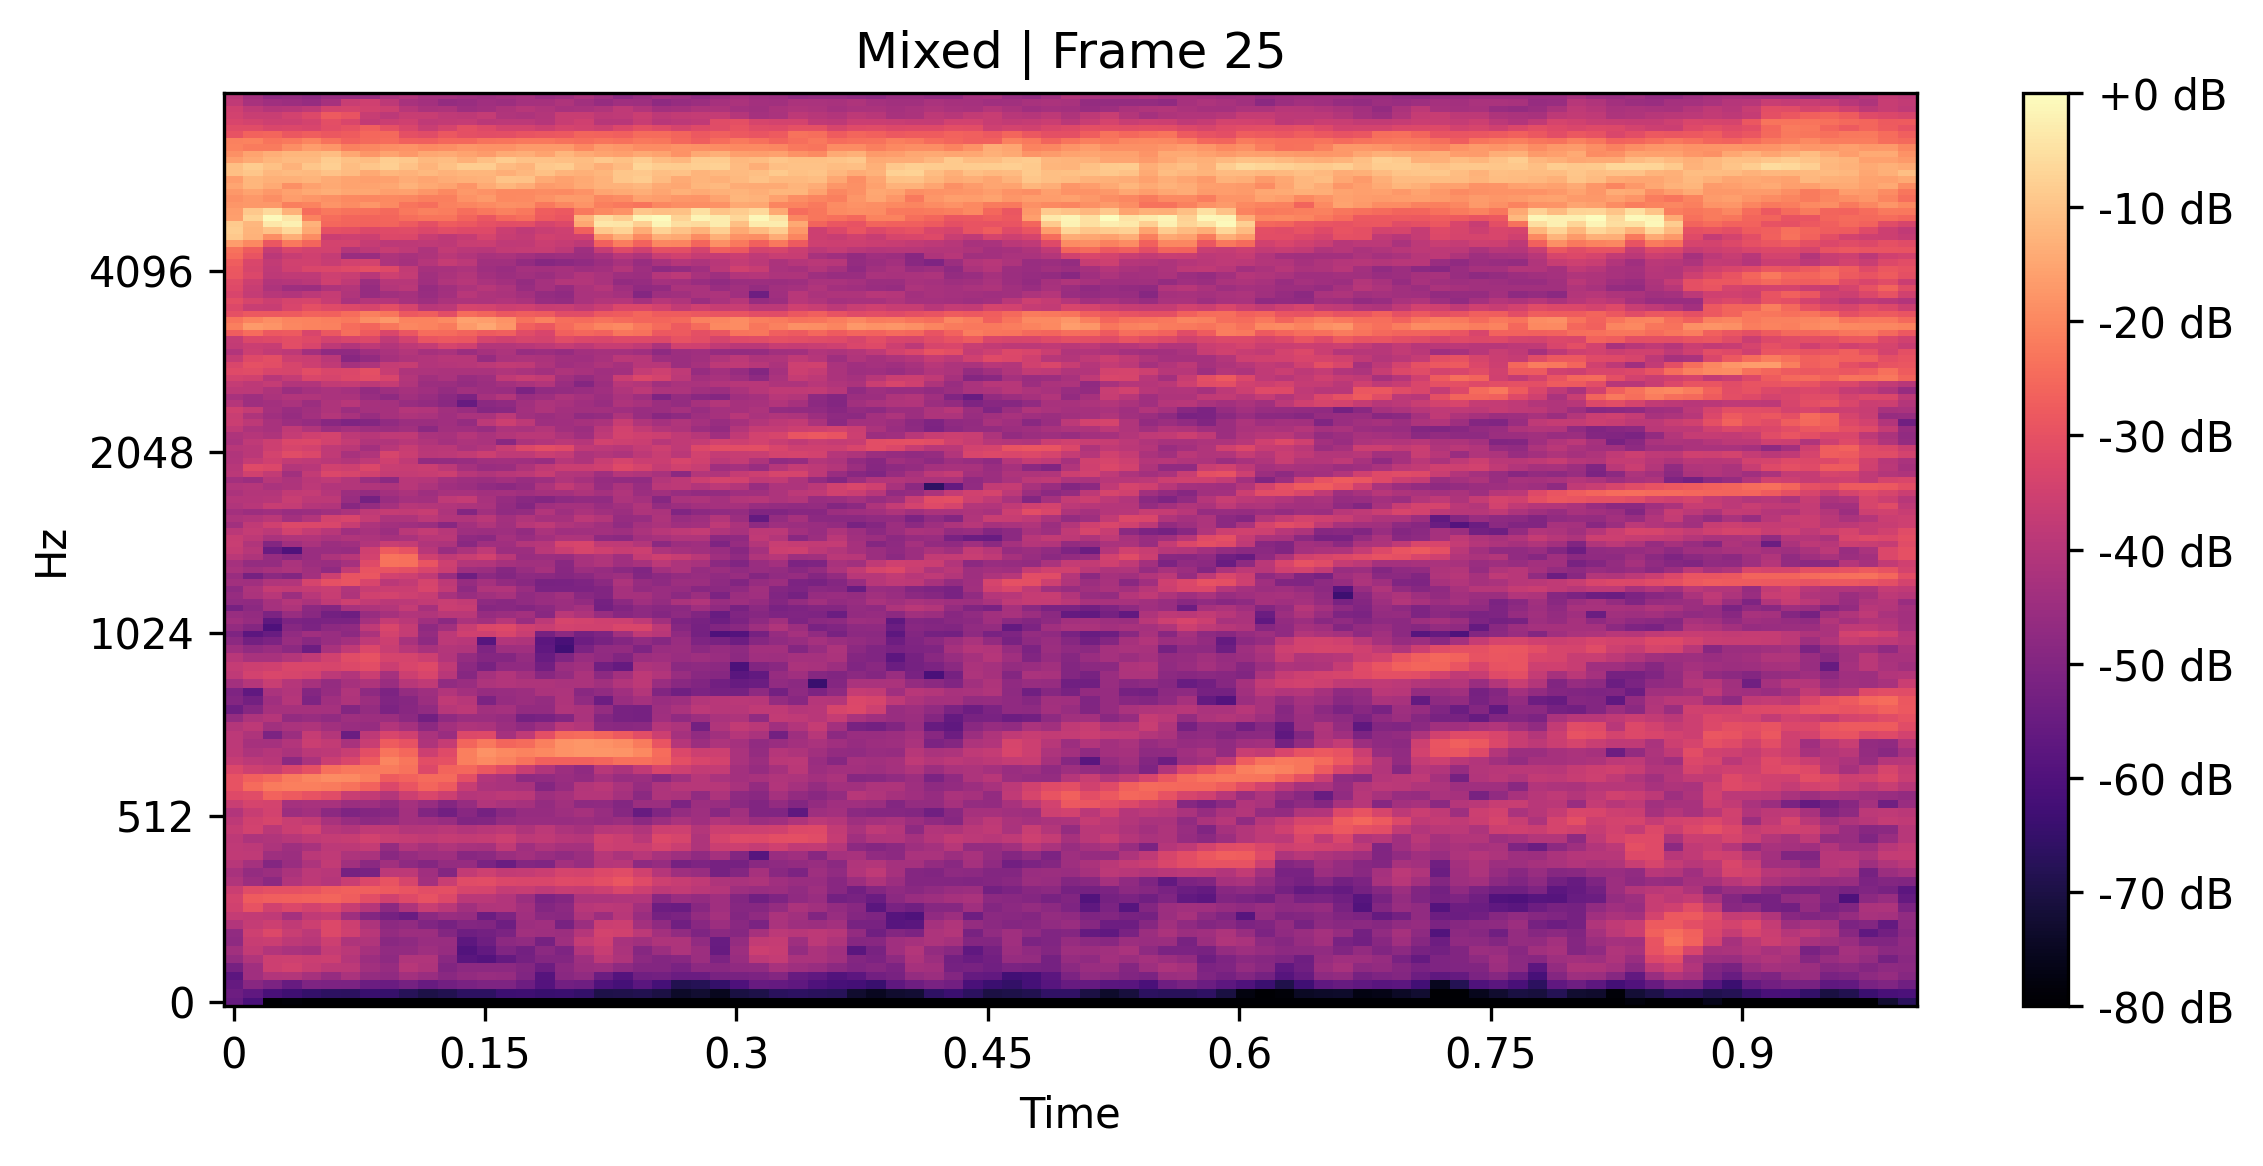 Mixed | Frame 25
+0 dB
-10 dB
-20 dB
-30 dB
-40 dB
-50 dB
-60 dB
-70 dB
-80 dB
Hz
4096
2048
1024
512
0
0 0.15 0.3 0.45 0.6 0.75 0.9
Time